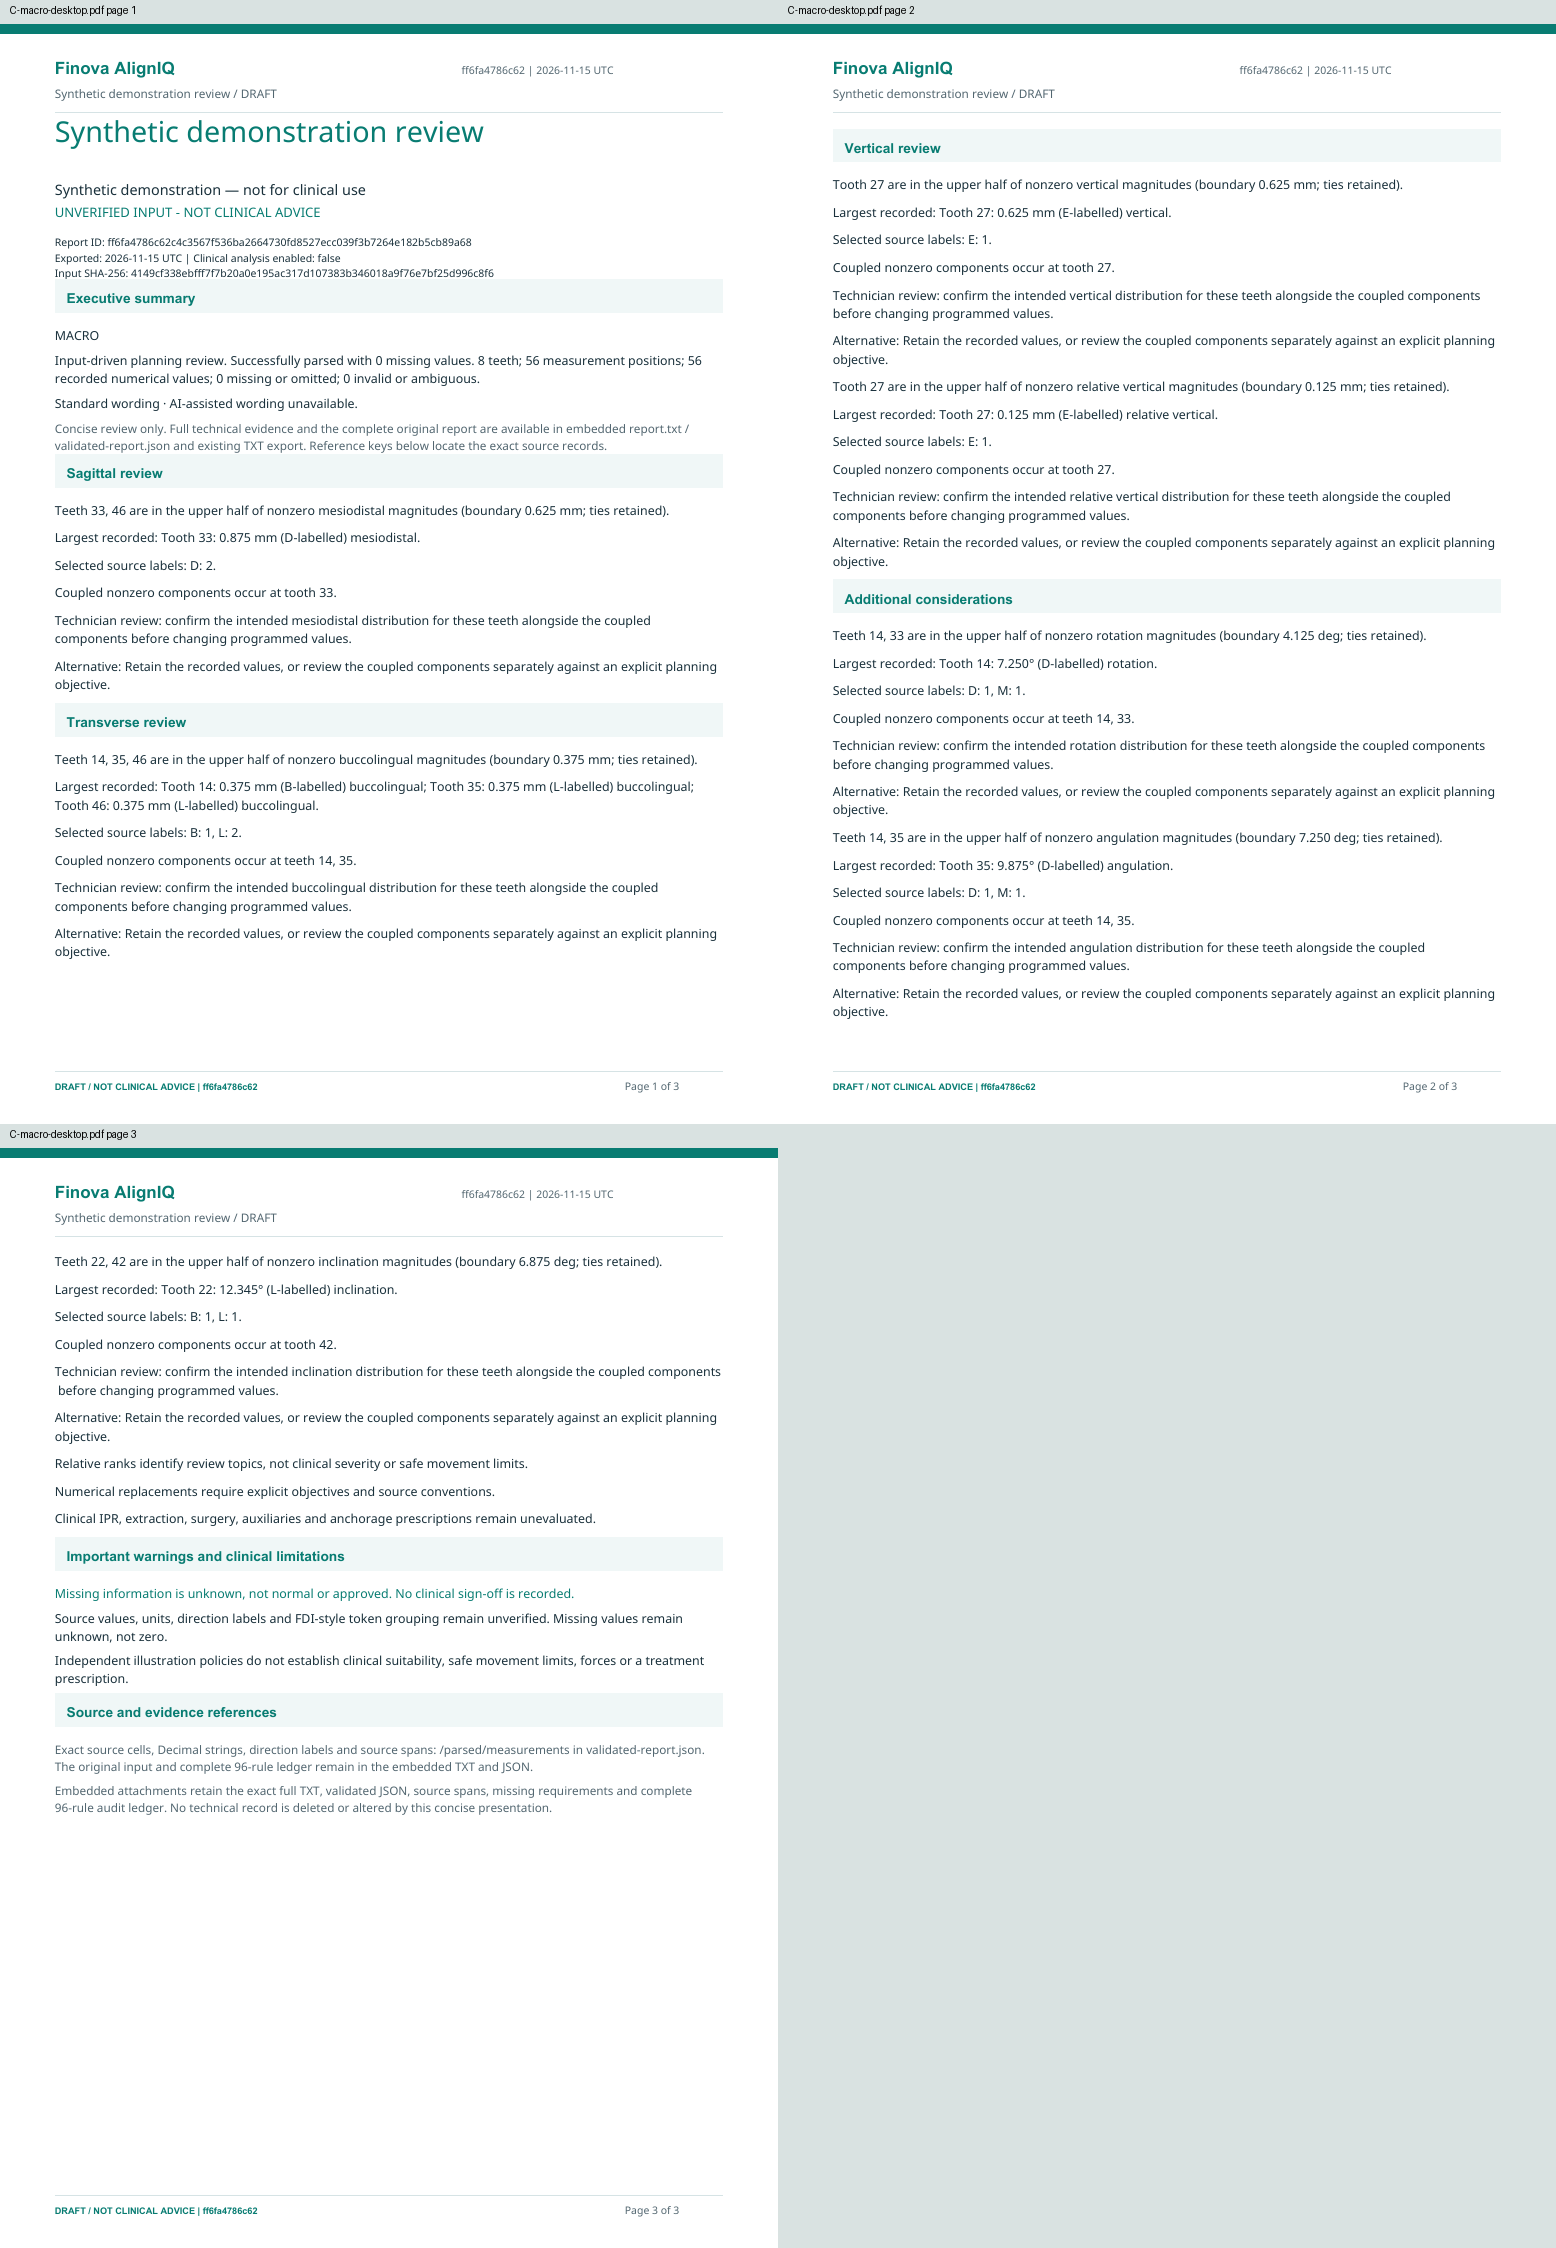 C-macro-desktop.pdf page 1
Finova AlignIQ
ff6fa4786c62 | 2026-11-15 UTC
Synthetic demonstration review / DRAFT
Synthetic demonstration review
Synthetic demonstration — not for clinical use
UNVERIFIED INPUT - NOT CLINICAL ADVICE
Report ID: ff6fa4786c62c4c3567f536ba2664730fd8527ecc039f3b7264e182b5cb89a68
Exported: 2026-11-15 UTC | Clinical analysis enabled: false
Input SHA-256: 4149cf338ebfff7f7b20a0e195ac317d107383b346018a9f76e7bf25d996c8f6
Executive summary
MACRO
Input-driven planning review. Successfully parsed with 0 missing values. 8 teeth; 56 measurement positions; 56
recorded numerical values; 0 missing or omitted; 0 invalid or ambiguous.
Standard wording · AI-assisted wording unavailable.
Concise review only. Full technical evidence and the complete original report are available in embedded report.txt /
validated-report.json and existing TXT export. Reference keys below locate the exact source records.
Sagittal review
Teeth 33, 46 are in the upper half of nonzero mesiodistal magnitudes (boundary 0.625 mm; ties retained).
Largest recorded: Tooth 33: 0.875 mm (D-labelled) mesiodistal.
Selected source labels: D: 2.
Coupled nonzero components occur at tooth 33.
Technician review: confirm the intended mesiodistal distribution for these teeth alongside the coupled
components before changing programmed values.
Alternative: Retain the recorded values, or review the coupled components separately against an explicit planning
objective.
Transverse review
Teeth 14, 35, 46 are in the upper half of nonzero buccolingual magnitudes (boundary 0.375 mm; ties retained).
Largest recorded: Tooth 14: 0.375 mm (B-labelled) buccolingual; Tooth 35: 0.375 mm (L-labelled) buccolingual;
Tooth 46: 0.375 mm (L-labelled) buccolingual.
Selected source labels: B: 1, L: 2.
Coupled nonzero components occur at teeth 14, 35.
Technician review: confirm the intended buccolingual distribution for these teeth alongside the coupled
components before changing programmed values.
Alternative: Retain the recorded values, or review the coupled components separately against an explicit planning
objective.
DRAFT / NOT CLINICAL ADVICE | ff6fa4786c62
Page 1 of 3
C-macro-desktop.pdf page 2
Finova AlignIQ
ff6fa4786c62 | 2026-11-15 UTC
Synthetic demonstration review / DRAFT
Vertical review
Tooth 27 are in the upper half of nonzero vertical magnitudes (boundary 0.625 mm; ties retained).
Largest recorded: Tooth 27: 0.625 mm (E-labelled) vertical.
Selected source labels: E: 1.
Coupled nonzero components occur at tooth 27.
Technician review: confirm the intended vertical distribution for these teeth alongside the coupled components
before changing programmed values.
Alternative: Retain the recorded values, or review the coupled components separately against an explicit planning
objective.
Tooth 27 are in the upper half of nonzero relative vertical magnitudes (boundary 0.125 mm; ties retained).
Largest recorded: Tooth 27: 0.125 mm (E-labelled) relative vertical.
Selected source labels: E: 1.
Coupled nonzero components occur at tooth 27.
Technician review: confirm the intended relative vertical distribution for these teeth alongside the coupled
components before changing programmed values.
Alternative: Retain the recorded values, or review the coupled components separately against an explicit planning
objective.
Additional considerations
Teeth 14, 33 are in the upper half of nonzero rotation magnitudes (boundary 4.125 deg; ties retained).
Largest recorded: Tooth 14: 7.250° (D-labelled) rotation.
Selected source labels: D: 1, M: 1.
Coupled nonzero components occur at teeth 14, 33.
Technician review: confirm the intended rotation distribution for these teeth alongside the coupled components
before changing programmed values.
Alternative: Retain the recorded values, or review the coupled components separately against an explicit planning
objective.
Teeth 14, 35 are in the upper half of nonzero angulation magnitudes (boundary 7.250 deg; ties retained).
Largest recorded: Tooth 35: 9.875° (D-labelled) angulation.
Selected source labels: D: 1, M: 1.
Coupled nonzero components occur at teeth 14, 35.
Technician review: confirm the intended angulation distribution for these teeth alongside the coupled
components before changing programmed values.
Alternative: Retain the recorded values, or review the coupled components separately against an explicit planning
objective.
DRAFT / NOT CLINICAL ADVICE | ff6fa4786c62
Page 2 of 3
C-macro-desktop.pdf page 3
Finova AlignIQ
ff6fa4786c62 | 2026-11-15 UTC
Synthetic demonstration review / DRAFT
Teeth 22, 42 are in the upper half of nonzero inclination magnitudes (boundary 6.875 deg; ties retained).
Largest recorded: Tooth 22: 12.345° (L-labelled) inclination.
Selected source labels: B: 1, L: 1.
Coupled nonzero components occur at tooth 42.
Technician review: confirm the intended inclination distribution for these teeth alongside the coupled components
before changing programmed values.
Alternative: Retain the recorded values, or review the coupled components separately against an explicit planning
objective.
Relative ranks identify review topics, not clinical severity or safe movement limits.
Numerical replacements require explicit objectives and source conventions.
Clinical IPR, extraction, surgery, auxiliaries and anchorage prescriptions remain unevaluated.
Important warnings and clinical limitations
Missing information is unknown, not normal or approved. No clinical sign-off is recorded.
Source values, units, direction labels and FDI-style token grouping remain unverified. Missing values remain
unknown, not zero.
Independent illustration policies do not establish clinical suitability, safe movement limits, forces or a treatment
prescription.
Source and evidence references
Exact source cells, Decimal strings, direction labels and source spans: /parsed/measurements in validated-report.json.
The original input and complete 96-rule ledger remain in the embedded TXT and JSON.
Embedded attachments retain the exact full TXT, validated JSON, source spans, missing requirements and complete
96-rule audit ledger. No technical record is deleted or altered by this concise presentation.
DRAFT / NOT CLINICAL ADVICE | ff6fa4786c62
Page 3 of 3